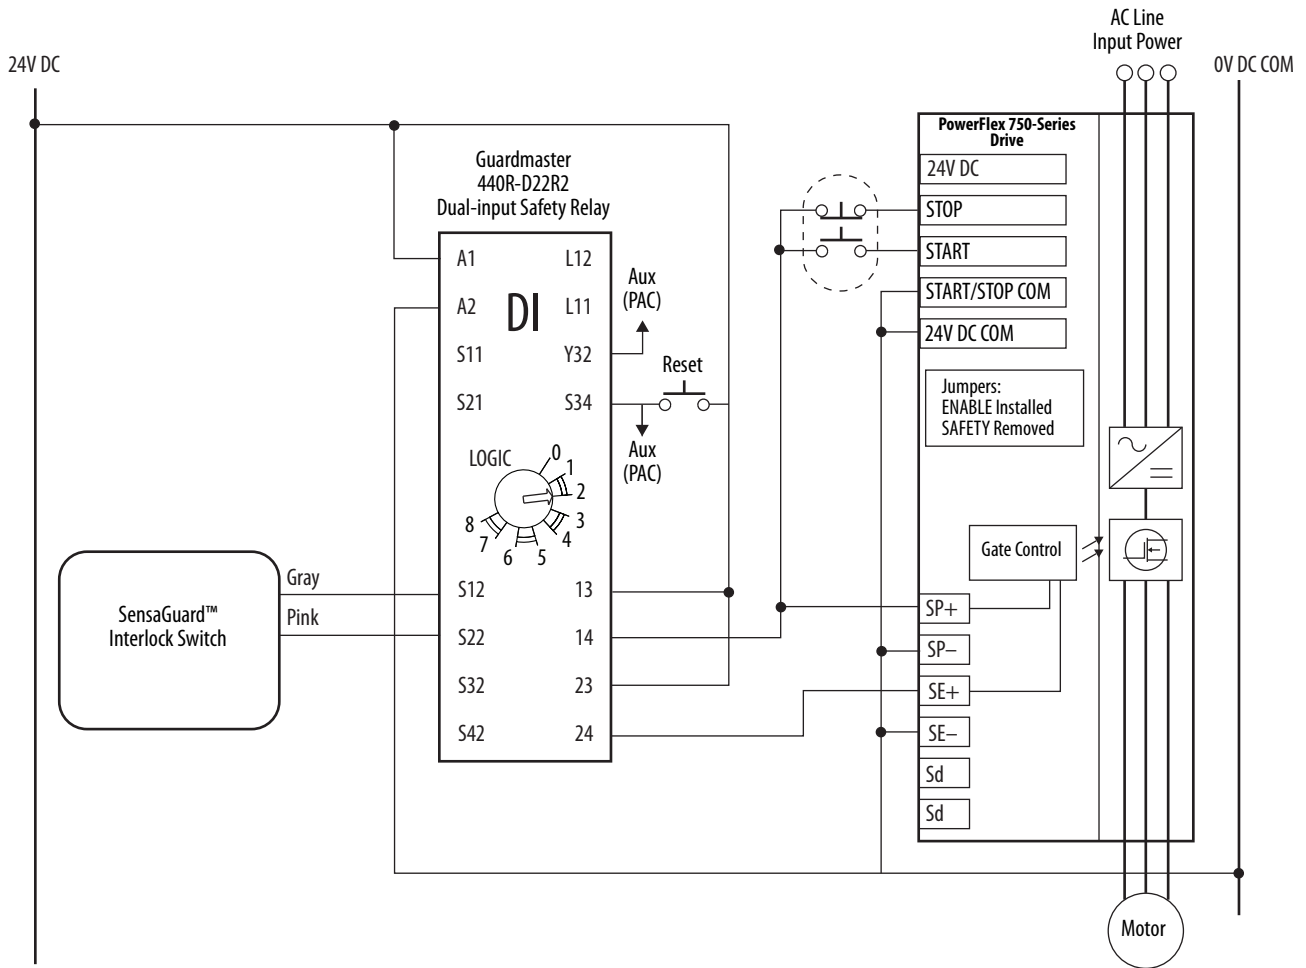 AC Line
Input Power
24V DC
0V DC COM
PowerFlex 750-Series
Drive
24V DC
STOP
START
START/STOP COM
24V DC COM
Jumpers:
ENABLE Installed
SAFETY Removed
Gate Control
SP+
SP–
SE+
SE–
Sd
Sd
Motor
Guardmaster
440R-D22R2
Dual-input Safety Relay
A1
L12
A2
DI
L11
S11
Y32
S21
S34
Aux
(PAC)
Reset
Aux
(PAC)
LOGIC
0
1
2
3
4
5
6
7
8
S12
13
S22
14
S32
23
S42
24
Gray
Pink
SensaGuard™
Interlock Switch